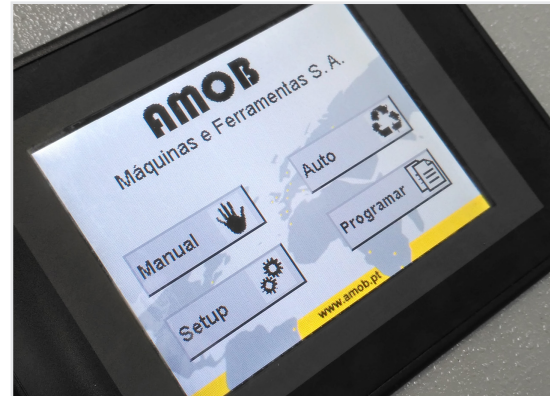 AMOB
Máquinas e Ferramentas S.A.
Manual
Auto
Setup
Programar
www.amob.pt